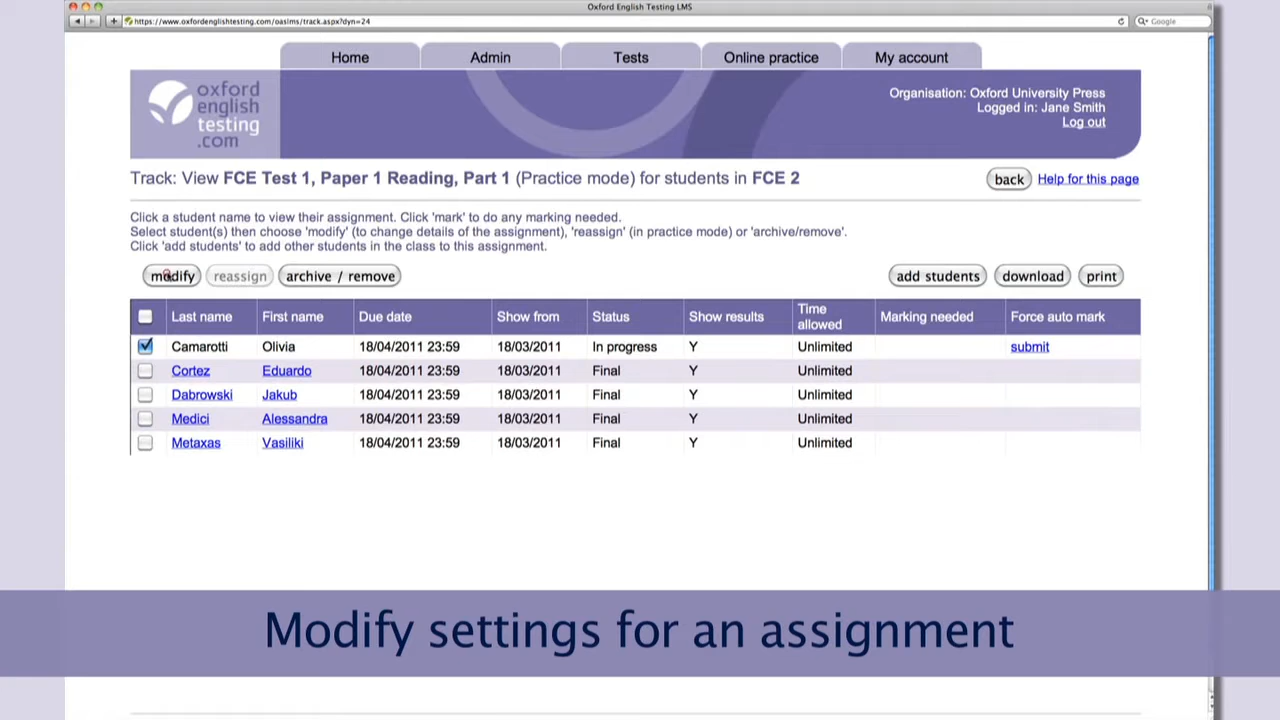 Oxford English Testing LMS
https://www.oxfordenglishtesting.com/oaslms/track.aspx?dyn=24
Google
Home Admin Tests Online practice My account
oxford
english
testing
.com
Organisation: Oxford University Press
Logged in: Jane Smith
Log out
Track: View FCE Test 1, Paper 1 Reading, Part 1 (Practice mode) for students in FCE 2
back Help for this page
Click a student name to view their assignment. Click 'mark' to do any marking needed.
Select student(s) then choose 'modify' (to change details of the assignment), 'reassign' (in practice mode) or 'archive/remove'.
Click 'add students' to add other students in the class to this assignment.
modify reassign archive / remove add students download print
Last name First name Due date Show from Status Show results Time allowed Marking needed Force auto mark
Camarotti Olivia 18/04/2011 23:59 18/03/2011 In progress Y Unlimited submit
Cortez Eduardo 18/04/2011 23:59 18/03/2011 Final Y Unlimited
Dabrowski Jakub 18/04/2011 23:59 18/03/2011 Final Y Unlimited
Medici Alessandra 18/04/2011 23:59 18/03/2011 Final Y Unlimited
Metaxas Vasiliki 18/04/2011 23:59 18/03/2011 Final Y Unlimited
Modify settings for an assignment